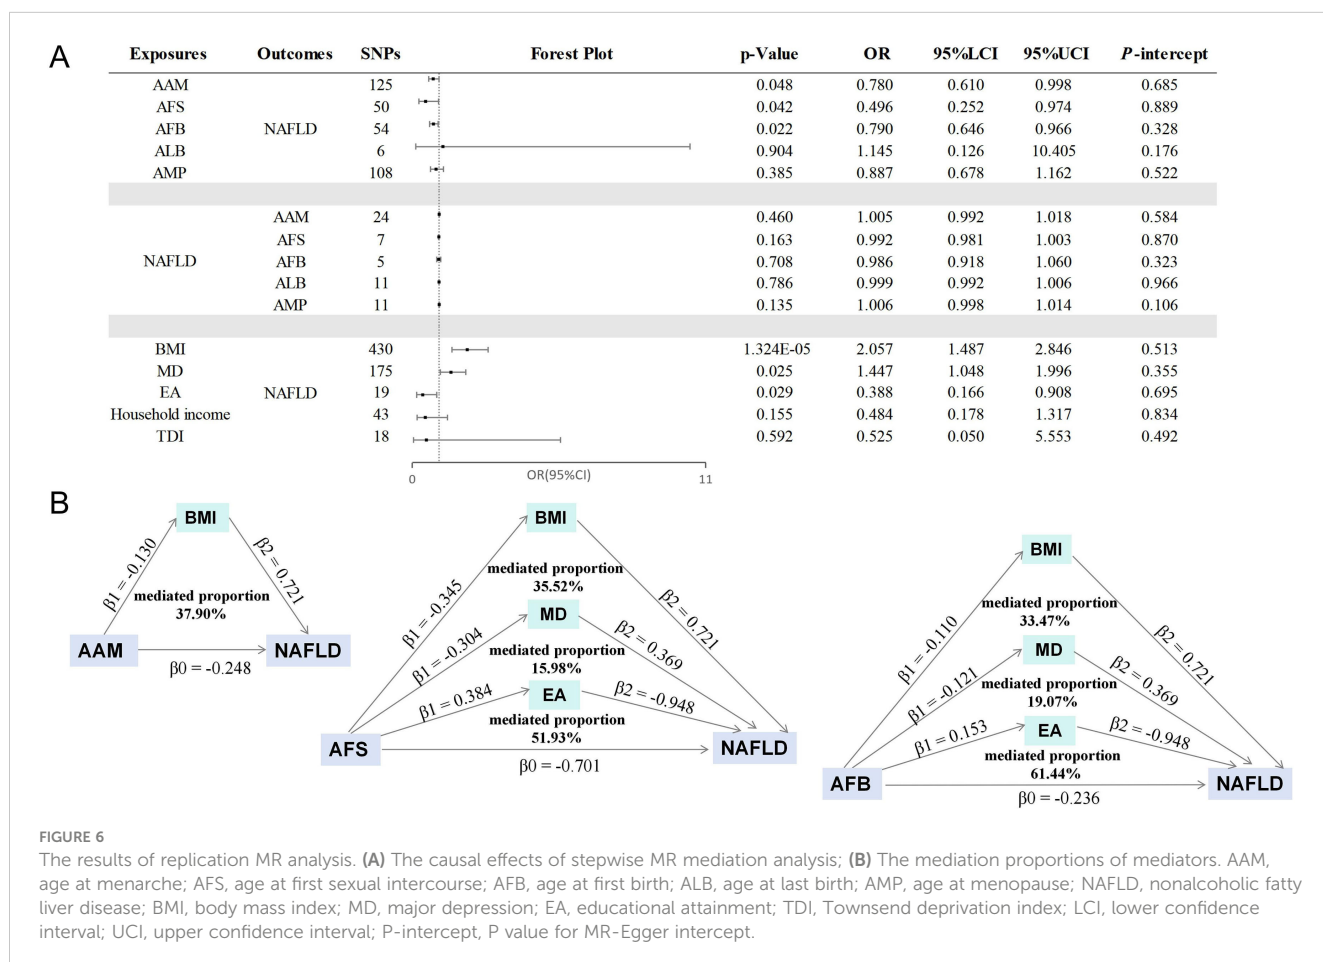 A
Exposures Outcomes SNPs Forest Plot p-Value OR 95%LCI 95%UCI P-intercept
AAM 125 0.048 0.780 0.610 0.998 0.685
AFS 50 0.042 0.496 0.252 0.974 0.889
AFB NAFLD 54 0.022 0.790 0.646 0.966 0.328
ALB 6 0.904 1.145 0.126 10.405 0.176
AMP 108 0.385 0.887 0.678 1.162 0.522
AAM 24 0.460 1.005 0.992 1.018 0.584
AFS 7 0.163 0.992 0.981 1.003 0.870
NAFLD AFB 5 0.708 0.986 0.918 1.060 0.323
ALB 11 0.786 0.999 0.992 1.006 0.966
AMP 11 0.135 1.006 0.998 1.014 0.106
BMI 430 1.324E-05 2.057 1.487 2.846 0.513
MD 175 0.025 1.447 1.048 1.996 0.355
EA NAFLD 19 0.029 0.388 0.166 0.908 0.695
Household income 43 0.155 0.484 0.178 1.317 0.834
TDI 18 0.592 0.525 0.050 5.553 0.492
0 OR(95%CI) 11
B
BMI
β1 = -0.130
β2 = 0.721
mediated proportion
37.90%
AAM
NAFLD
β0 = -0.248
BMI
β1 = -0.345
β2 = 0.721
mediated proportion
35.52%
MD
β1 = -0.304
β2 = 0.369
mediated proportion
15.98%
EA
β1 = 0.384
β2 = -0.948
mediated proportion
51.93%
AFS
NAFLD
β0 = -0.701
BMI
β1 = -0.110
β2 = 0.721
mediated proportion
33.47%
MD
β1 = -0.121
β2 = 0.369
mediated proportion
19.07%
EA
β1 = 0.153
β2 = -0.948
mediated proportion
61.44%
AFB
NAFLD
β0 = -0.236
FIGURE 6
The results of replication MR analysis. (A) The causal effects of stepwise MR mediation analysis; (B) The mediation proportions of mediators. AAM,
age at menarche; AFS, age at first sexual intercourse; AFB, age at first birth; ALB, age at last birth; AMP, age at menopause; NAFLD, nonalcoholic fatty
liver disease; BMI, body mass index; MD, major depression; EA, educational attainment; TDI, Townsend deprivation index; LCI, lower confidence
interval; UCI, upper confidence interval; P-intercept, P value for MR-Egger intercept.